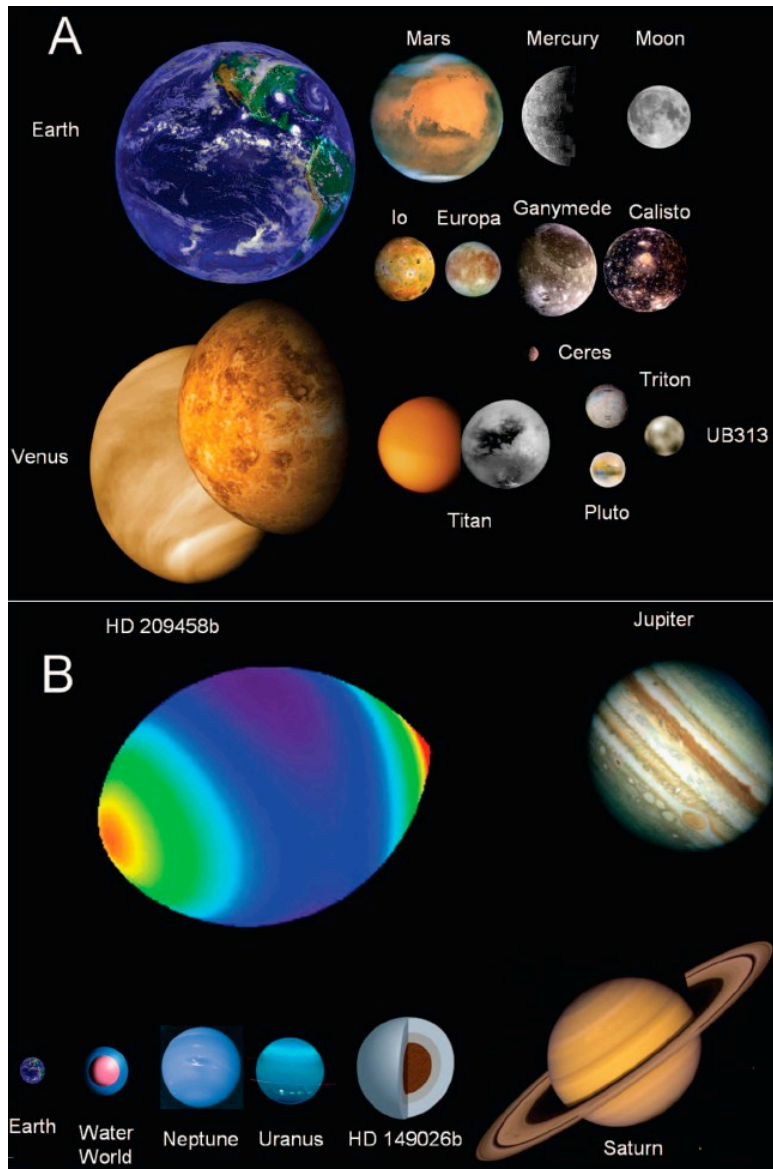 A
Mars
Mercury
Moon
Earth
Io
Europa
Ganymede
Calisto
Ceres
Triton
Venus
UB313
Titan
Pluto
HD 209458b
Jupiter
B
Earth
Water
World
Neptune
Uranus
HD 149026b
Saturn